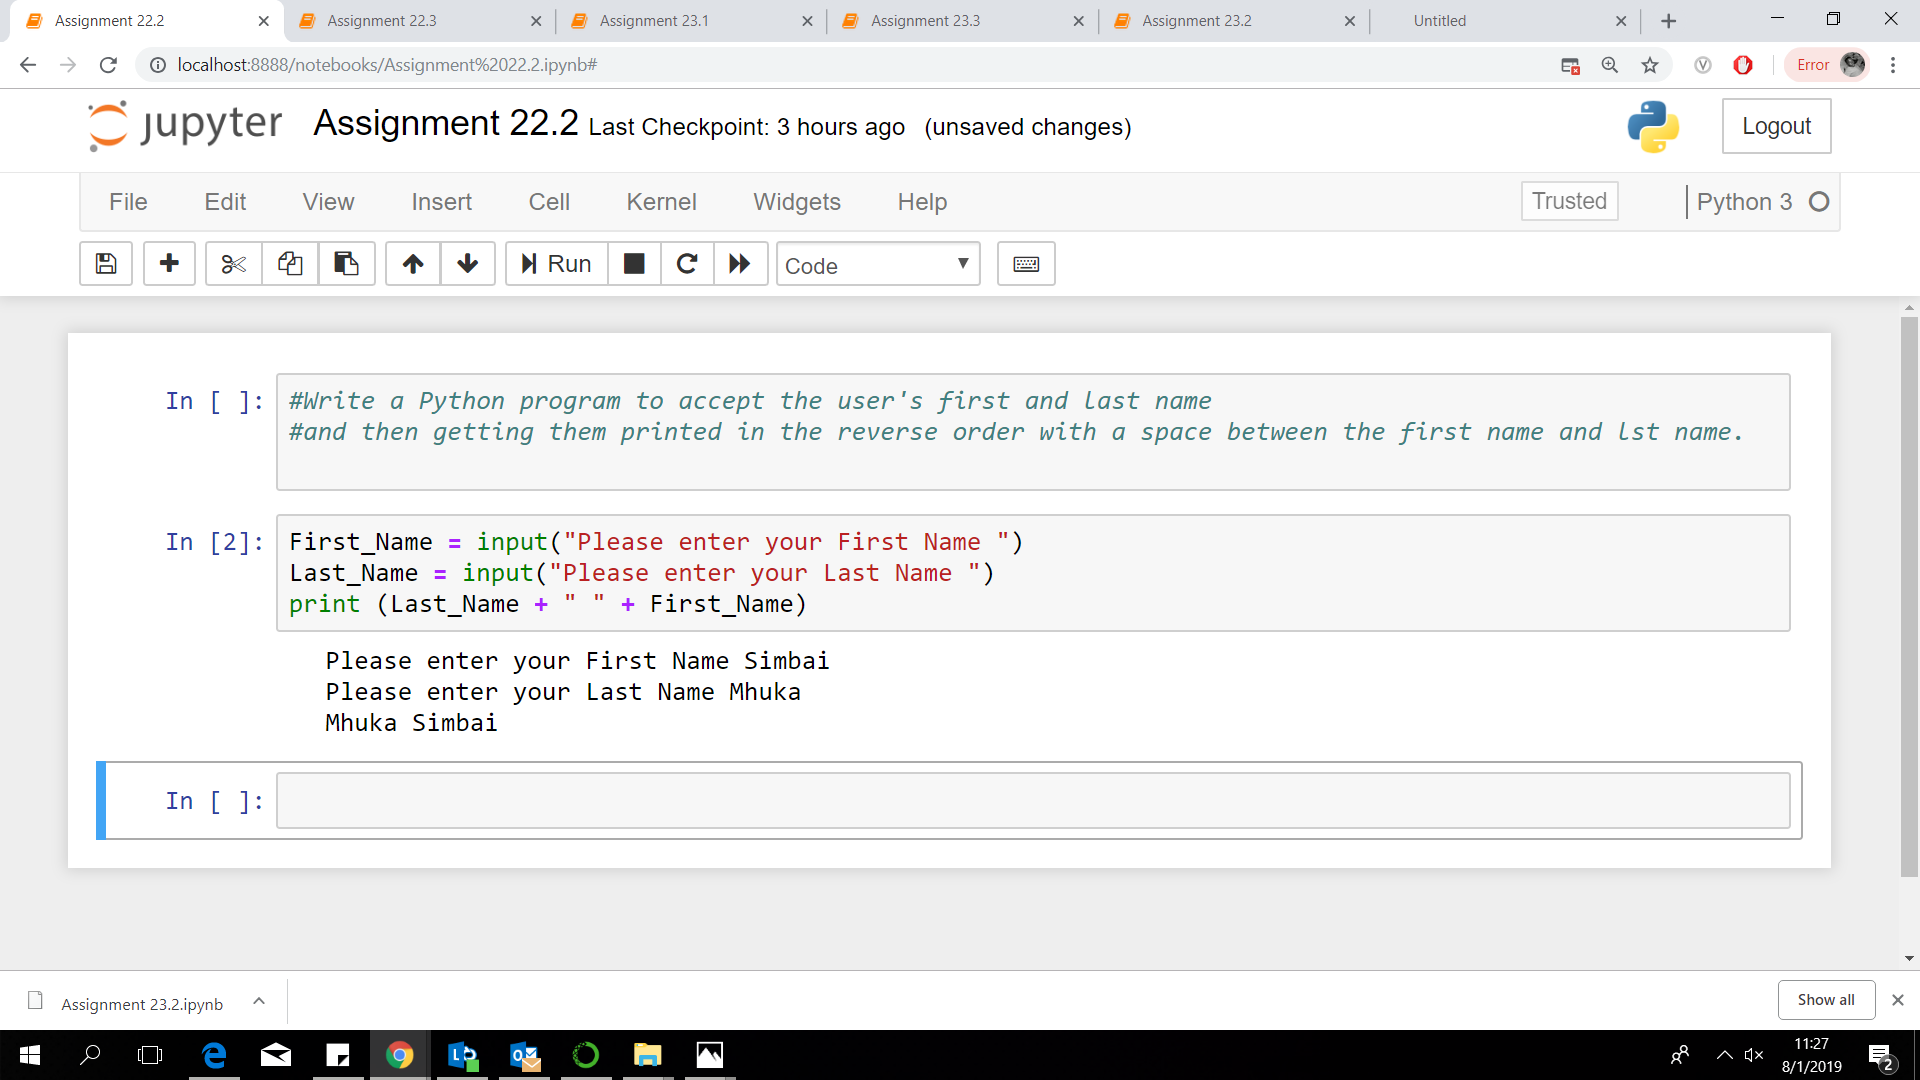 Assignment 22.2
Assignment 22.3
Assignment 23.1
Assignment 23.3
Assignment 23.2
Untitled
localhost:8888/notebooks/Assignment%2022.2.ipynb#
Error
jupyter
Assignment 22.2 Last Checkpoint: 3 hours ago (unsaved changes)
Logout
File Edit View Insert Cell Kernel Widgets Help
Trusted
Python 3
Run
Code
In [ ]:
#Write a Python program to accept the user's first and last name
#and then getting them printed in the reverse order with a space between the first name and lst name.
In [2]:
First_Name = input("Please enter your First Name ")
Last_Name = input("Please enter your Last Name ")
print (Last_Name + " " + First_Name)
Please enter your First Name Simbai
Please enter your Last Name Mhuka
Mhuka Simbai
In [ ]:
Assignment 23.2.ipynb
Show all
11:27
8/1/2019
2